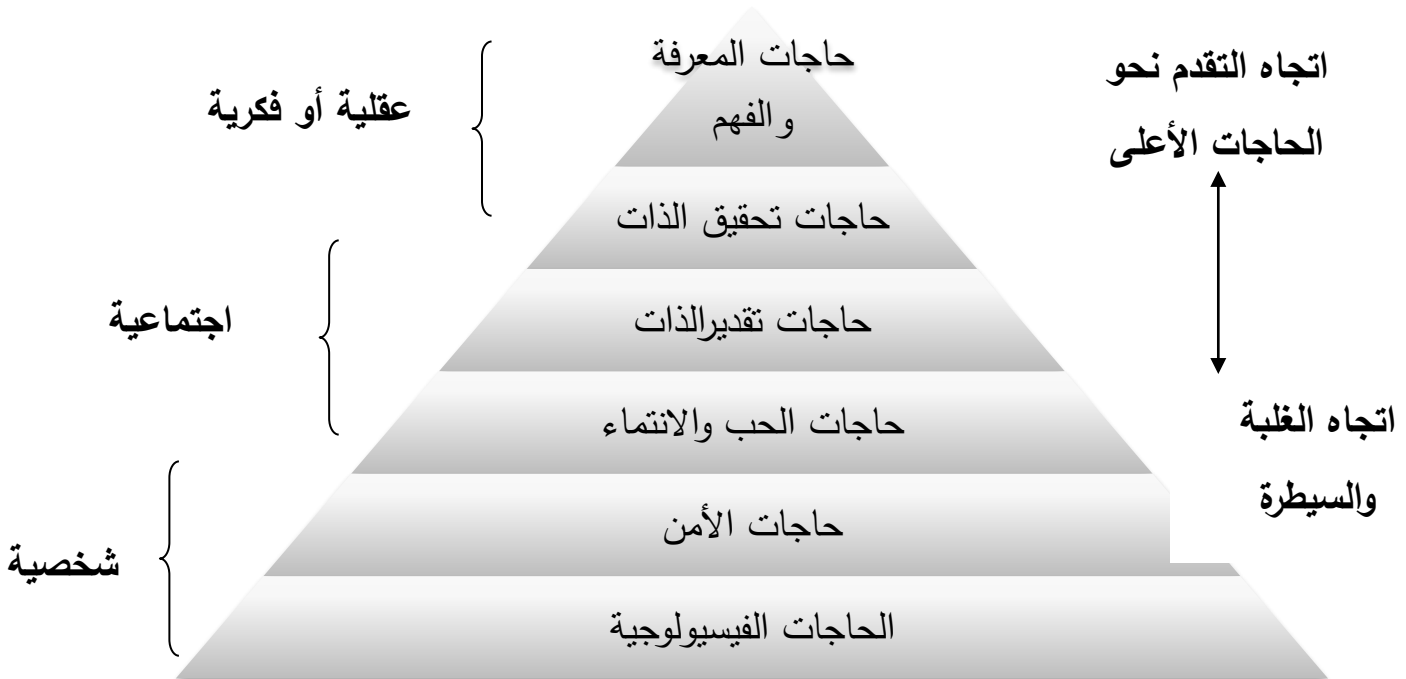 اتجاه التقدم نحو
الحاجات الأعلى
اتجاه الغلبة
والسيطرة
حاجات المعرفة
والفهم
حاجات تحقيق الذات
حاجات تقديرالذات
حاجات الحب والانتماء
حاجات الأمن
الحاجات الفيسيولوجية
عقلية أو فكرية
اجتماعية
شخصية